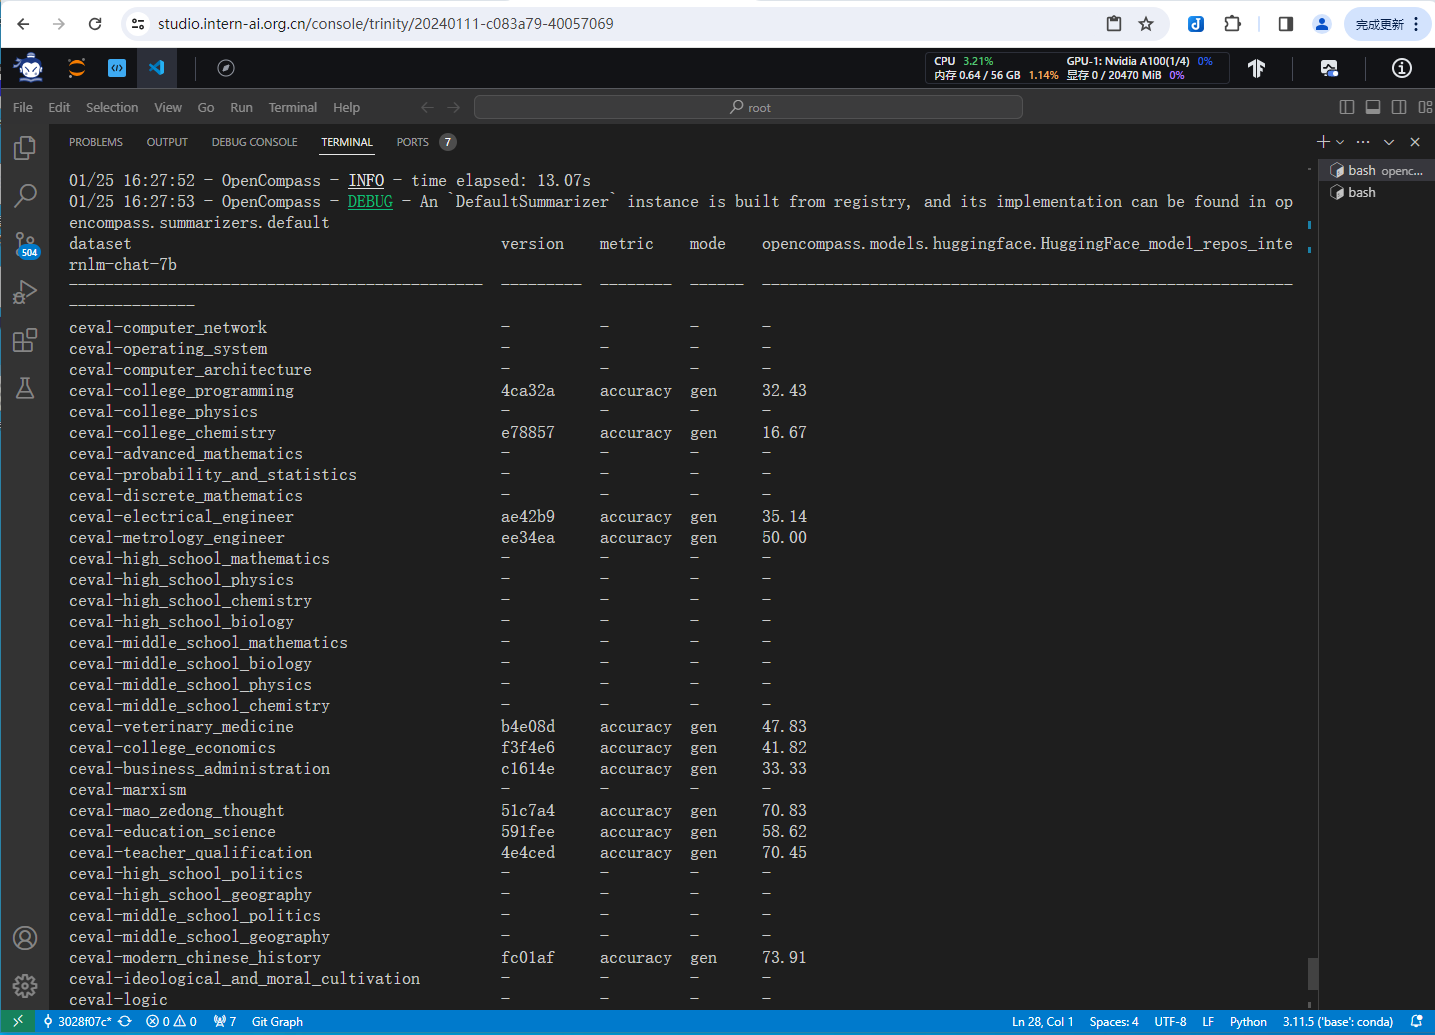 studio.intern-ai.org.cn/console/trinity/20240111-c083a79-40057069
完成更新
CPU 3.21% GPU-1: Nvidia A100(1/4) 0%
内存 0.64 / 56 GB 1.14% 显存 0 / 20470 MiB 0%
File Edit Selection View Go Run Terminal Help root
PROBLEMS OUTPUT DEBUG CONSOLE TERMINAL PORTS 7
bash openc...
bash
504
01/25 16:27:52 - OpenCompass - INFO - time elapsed: 13.07s
01/25 16:27:53 - OpenCompass - DEBUG - An `DefaultSummarizer` instance is built from registry, and its implementation can be found in op
encompass.summarizers.default
dataset version metric mode opencompass.models.huggingface.HuggingFace_model_repos_inte
rnlm-chat-7b
---------------------------------------------- --------- -------- ------ -----------------------------------------------------------
--------------
ceval-computer_network - - - -
ceval-operating_system - - - -
ceval-computer_architecture - - - -
ceval-college_programming 4ca32a accuracy gen 32.43
ceval-college_physics - - - -
ceval-college_chemistry e78857 accuracy gen 16.67
ceval-advanced_mathematics - - - -
ceval-probability_and_statistics - - - -
ceval-discrete_mathematics - - - -
ceval-electrical_engineer ae42b9 accuracy gen 35.14
ceval-metrology_engineer ee34ea accuracy gen 50.00
ceval-high_school_mathematics - - - -
ceval-high_school_physics - - - -
ceval-high_school_chemistry - - - -
ceval-high_school_biology - - - -
ceval-middle_school_mathematics - - - -
ceval-middle_school_biology - - - -
ceval-middle_school_physics - - - -
ceval-middle_school_chemistry - - - -
ceval-veterinary_medicine b4e08d accuracy gen 47.83
ceval-college_economics f3f4e6 accuracy gen 41.82
ceval-business_administration c1614e accuracy gen 33.33
ceval-marxism - - - -
ceval-mao_zedong_thought 51c7a4 accuracy gen 70.83
ceval-education_science 591fee accuracy gen 58.62
ceval-teacher_qualification 4e4ced accuracy gen 70.45
ceval-high_school_politics - - - -
ceval-high_school_geography - - - -
ceval-middle_school_politics - - - -
ceval-middle_school_geography - - - -
ceval-modern_chinese_history fc01af accuracy gen 73.91
ceval-ideological_and_moral_cultivation - - - -
ceval-logic - - - -
3028f07c* 0 0 7 Git Graph Ln 28, Col 1 Spaces: 4 UTF-8 LF Python 3.11.5 ('base': conda)